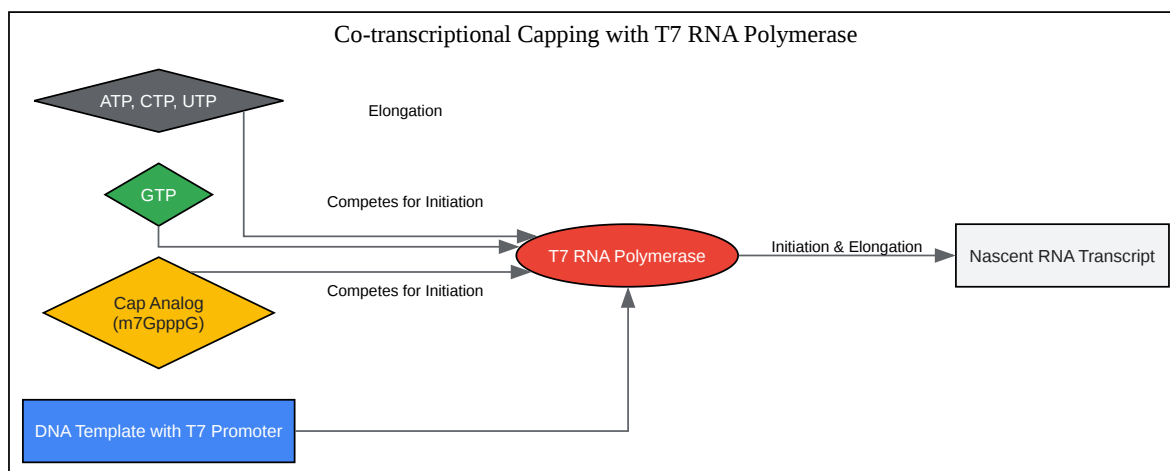 Co-transcriptional Capping with T7 RNA Polymerase
ATP, CTP, UTP
Elongation
GTP
Competes for Initiation
T7 RNA Polymerase
Initiation & Elongation
Nascent RNA Transcript
Cap Analog
(m7GpppG)
Competes for Initiation
DNA Template with T7 Promoter